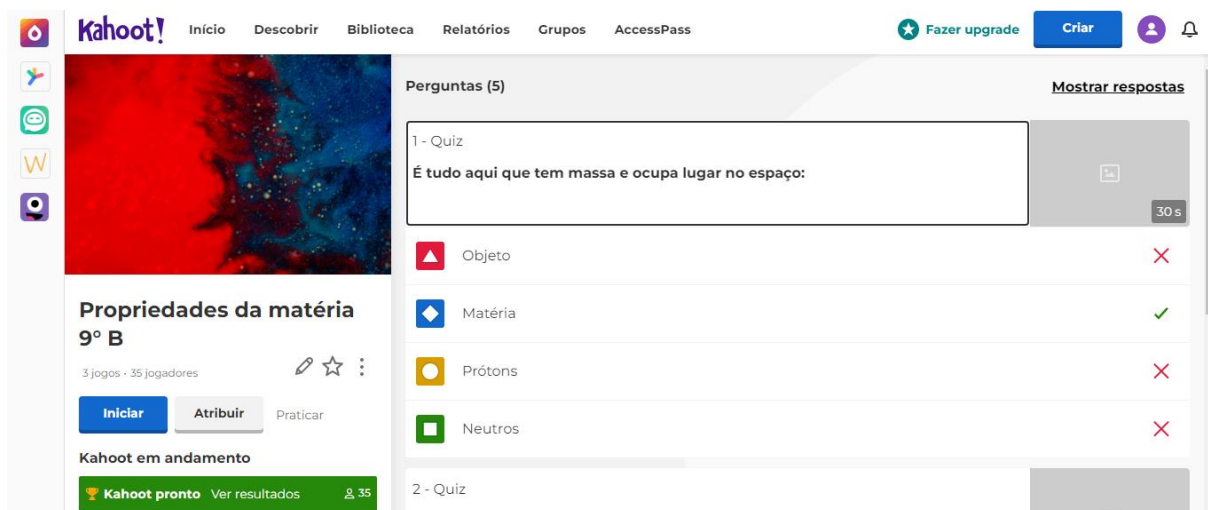 Kahoot! Início Descobrir Biblioteca Relatórios Grupos AccessPass Fazer upgrade Criar
Perguntas (5) Mostrar respostas
1 - Quiz
É tudo aqui que tem massa e ocupa lugar no espaço:
30 s
Objeto
Matéria
Prótons
Neutros
2 - Quiz
Propriedades da matéria
9° B
3 jogos · 35 jogadores
Iniciar Atribuir Praticar
Kahoot em andamento
Kahoot pronto Ver resultados 35